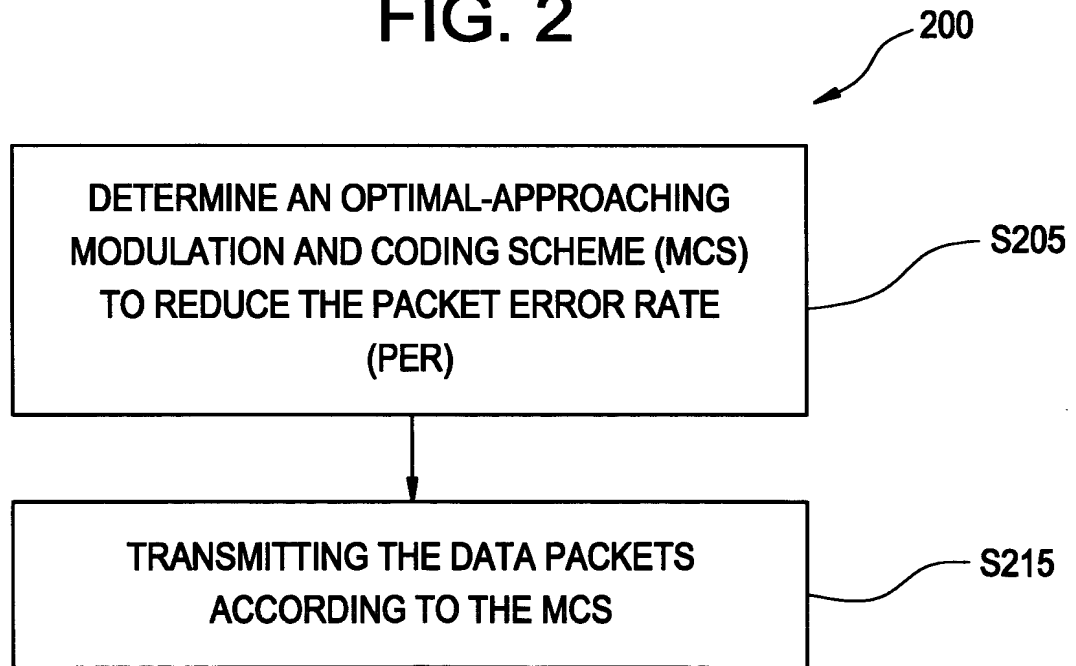 FIG. 2
200
DETERMINE AN OPTIMAL-APPROACHING
MODULATION AND CODING SCHEME (MCS)
TO REDUCE THE PACKET ERROR RATE
(PER)
S205
TRANSMITTING THE DATA PACKETS
ACCORDING TO THE MCS
S215